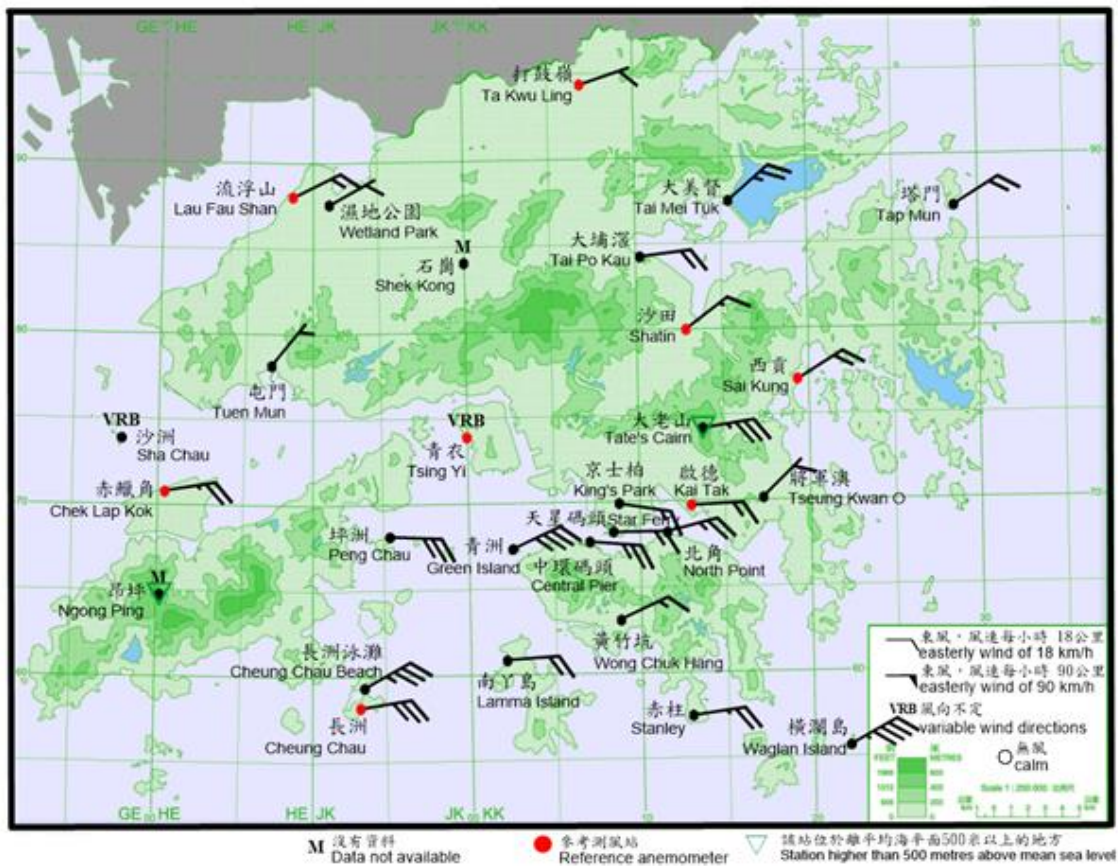 GE HE
HE JK
JK KK
打鼓嶺
Ta Kwu Ling
90
90
流浮山
Lau Fau Shan
濕地公園
Wetland Park
大美督
Tai Mei Tuk
塔門
Tap Mun
M
石崗
Shek Kong
大埔滘
Tai Po Kau
80
沙田
Shatin
西貢
Sai Kung
屯門
Tuen Mun
VRB
沙洲
Sha Chau
VRB
青衣
Tsing Yi
大老山
Tate's Cairn
赤鱲角
Chek Lap Kok
京士柏
King's Park
啟德
Kai Tak
將軍澳
Tseung Kwan O
70
天星碼頭
Star Ferry
坪洲
Peng Chau
青洲
Green Island
中環碼頭
Central Pier
北角
North Point
M
昂坪
Ngong Ping
黃竹坑
Wong Chuk Hang
長洲泳灘
Cheung Chau Beach
南丫島
Lamma Island
60
長洲
Cheung Chau
赤柱
Stanley
橫瀾島
Waglan Island
東風，風速每小時 18公里
easterly wind of 18 km/h
東風，風速每小時 90公里
easterly wind of 90 km/h
VRB 風向不定
variable wind directions
無風
calm
FEET
METRES
GE HE
HE JK
JK KK
10
20
M 沒有資料
Data not available
參考測風站
Reference anemometer
該站位於離平均海平面500米以上的地方
Station higher than 500 metres above mean sea level